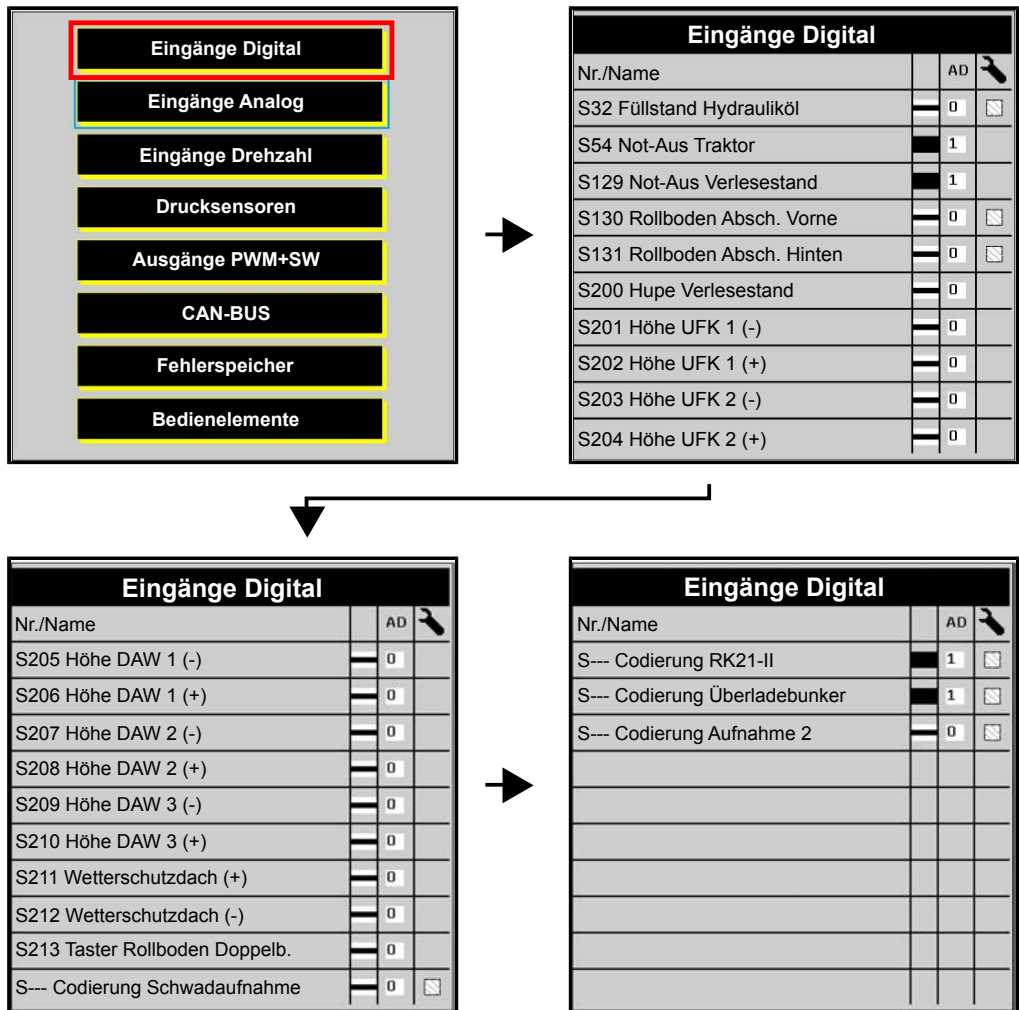 Eingänge Digital
Eingänge Analog
Eingänge Drehzahl
Drucksensoren
Ausgänge PWM+SW
CAN-BUS
Fehlerspeicher
Bedienelemente
Eingänge Digital
Nr./Name AD
S32 Füllstand Hydrauliköl 0
S54 Not-Aus Traktor 1
S129 Not-Aus Verlesestand 1
S130 Rollboden Absch. Vorne 0
S131 Rollboden Absch. Hinten 0
S200 Hupe Verlesestand 0
S201 Höhe UFK 1 (-) 0
S202 Höhe UFK 1 (+) 0
S203 Höhe UFK 2 (-) 0
S204 Höhe UFK 2 (+) 0
Eingänge Digital
Nr./Name AD
S205 Höhe DAW 1 (-) 0
S206 Höhe DAW 1 (+) 0
S207 Höhe DAW 2 (-) 0
S208 Höhe DAW 2 (+) 0
S209 Höhe DAW 3 (-) 0
S210 Höhe DAW 3 (+) 0
S211 Wetterschutzdach (+) 0
S212 Wetterschutzdach (-) 0
S213 Taster Rollboden Doppelb. 0
S--- Codierung Schwadaufnahme 0
Eingänge Digital
Nr./Name AD
S--- Codierung RK21-II 1
S--- Codierung Überladebunker 1
S--- Codierung Aufnahme 2 0